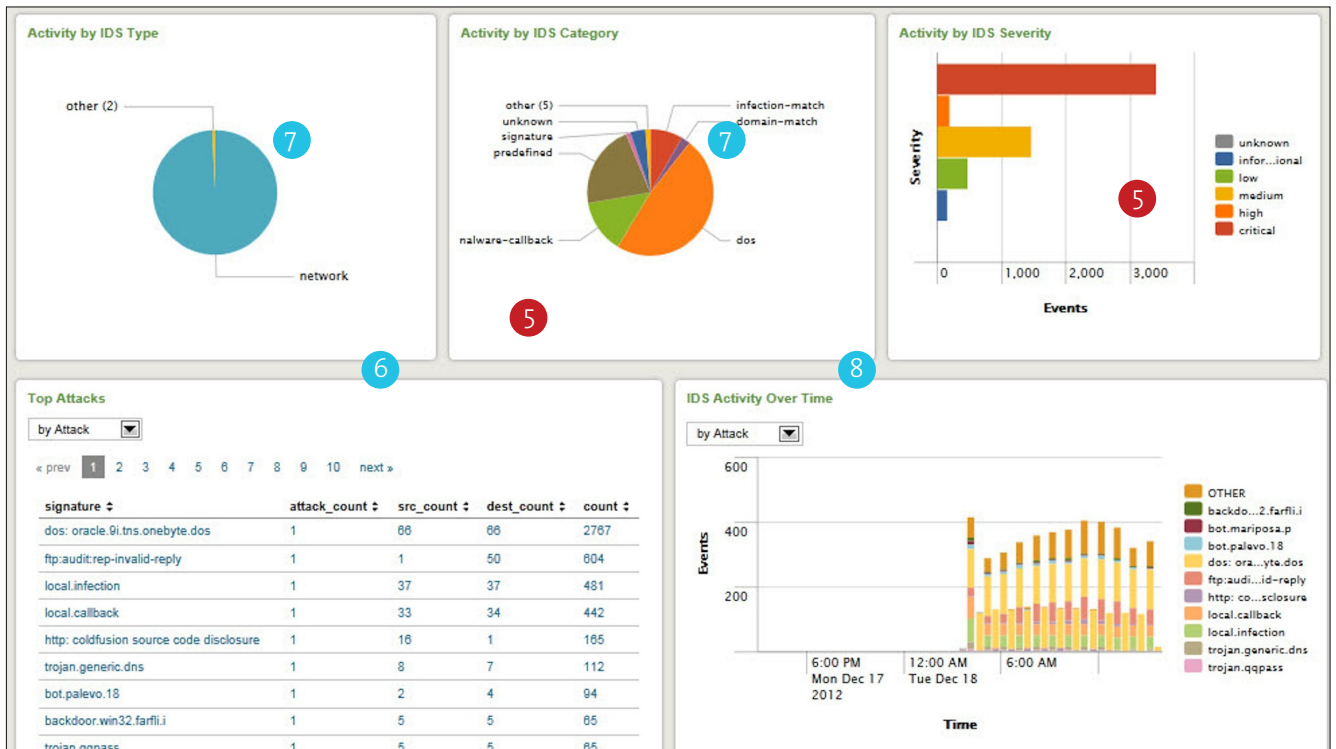 Activity by IDS Type
other (2)
7
network
Activity by IDS Category
other (5)
unknown
signature
predefined
nalware-callback
infection-match
domain-match
7
dos
5
Activity by IDS Severity
Severity
0 1,000 2,000 3,000
Events
unknown
infor...ional
low
medium
high
critical
5
6
8
Top Attacks
by Attack
« prev 1 2 3 4 5 6 7 8 9 10 next »
signature attack_count src_count dest_count count
dos: oracle.9i.tns.onebyte.dos 1 66 66 2767
ftp:audit:rep-invalid-reply 1 1 50 604
local.infection 1 37 37 481
local.callback 1 33 34 442
http: coldfusion source code disclosure 1 16 1 165
trojan.generic.dns 1 8 7 112
bot.palevo.18 1 2 4 94
backdoor.win32.farfli.i 1 5 5 65
trojan.qqpass 1 5 5 65
IDS Activity Over Time
by Attack
600
400
200
Events
6:00 PM 12:00 AM 6:00 AM
Mon Dec 17 Tue Dec 18
2012
Time
OTHER
backdo...2.farfli.i
bot.mariposa.p
bot.palevo.18
dos: ora...yte.dos
ftp:audi...id-reply
http: co...sclosure
local.callback
local.infection
trojan.generic.dns
trojan.qqpass